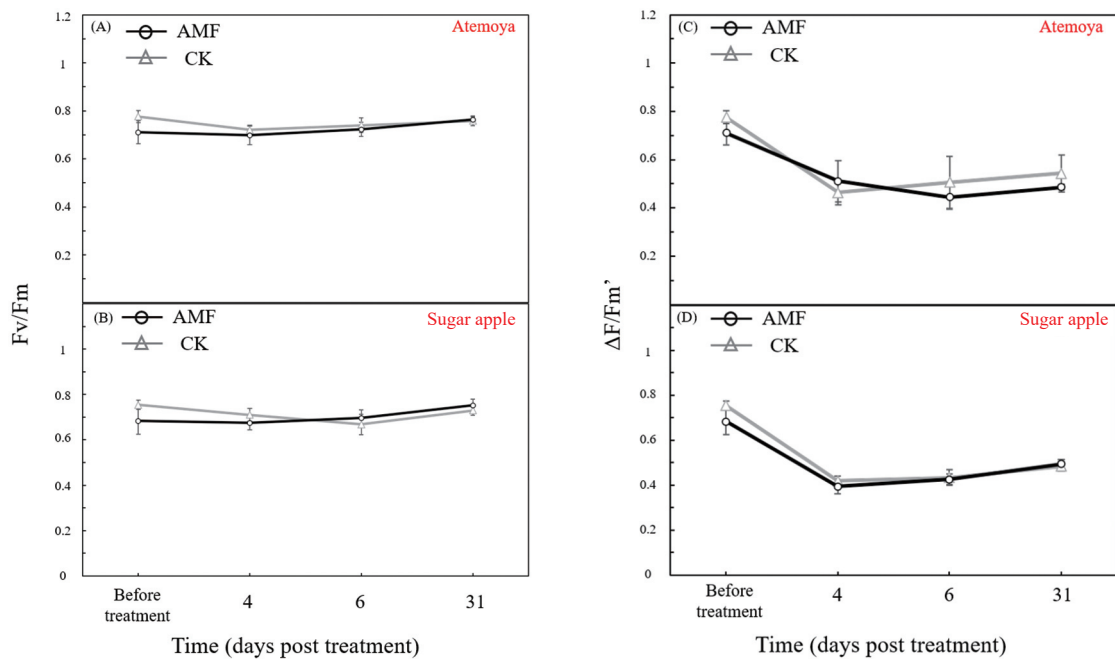 Fv/Fm
(A)
AMF
CK
Atemoya
1.2
1
0.8
0.6
0.4
0.2
(B)
AMF
CK
Sugar apple
1
0.8
0.6
0.4
0.2
0
Before
treatment
4
6
31
Time (days post treatment)
ΔF/Fm’
(C)
AMF
CK
Atemoya
1.2
1
0.8
0.6
0.4
0.2
(D)
AMF
CK
Sugar apple
1
0.8
0.6
0.4
0.2
0
Before
treatment
4
6
31
Time (days post treatment)